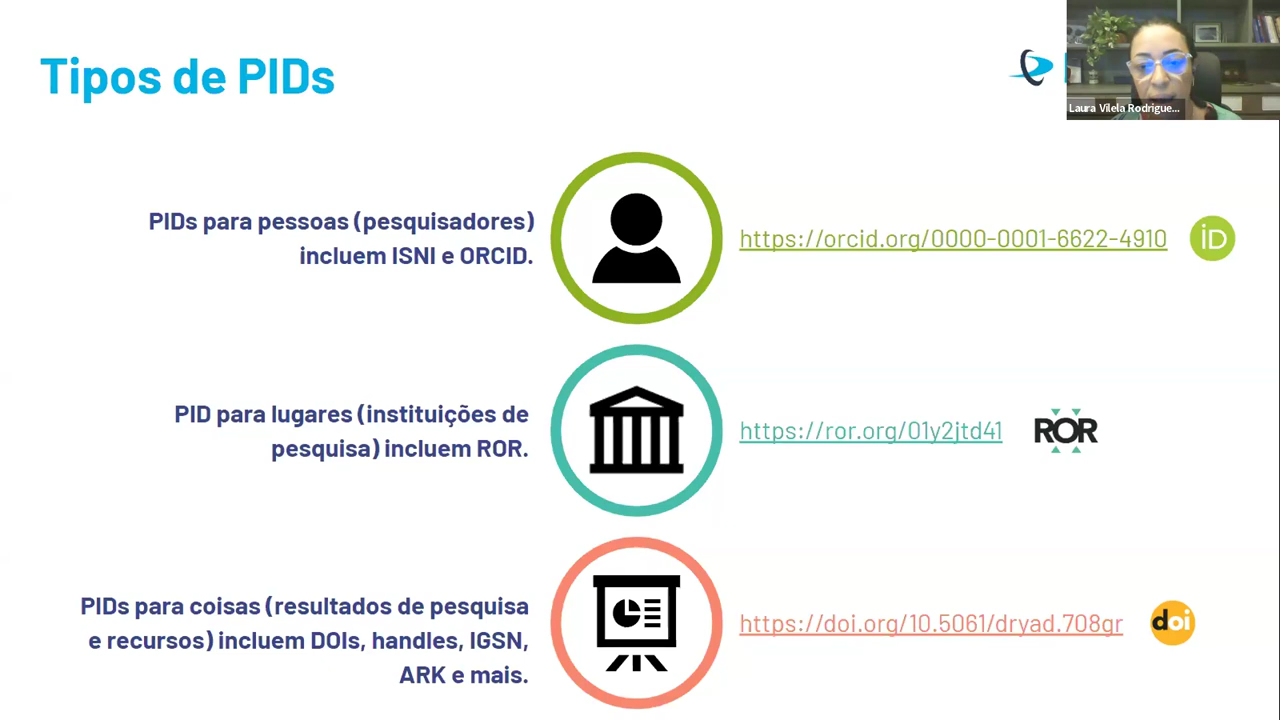 Tipos de PIDs
Laura Vilela Rodrigue...
PIDs para pessoas (pesquisadores)
incluem ISNI e ORCID.
https://orcid.org/0000-0001-6622-4910
iD
PID para lugares (instituições de
pesquisa) incluem ROR.
https://ror.org/01y2jtd41
ROR
PIDs para coisas (resultados de pesquisa
e recursos) incluem DOIs, handles, IGSN,
ARK e mais.
https://doi.org/10.5061/dryad.708gr
doi